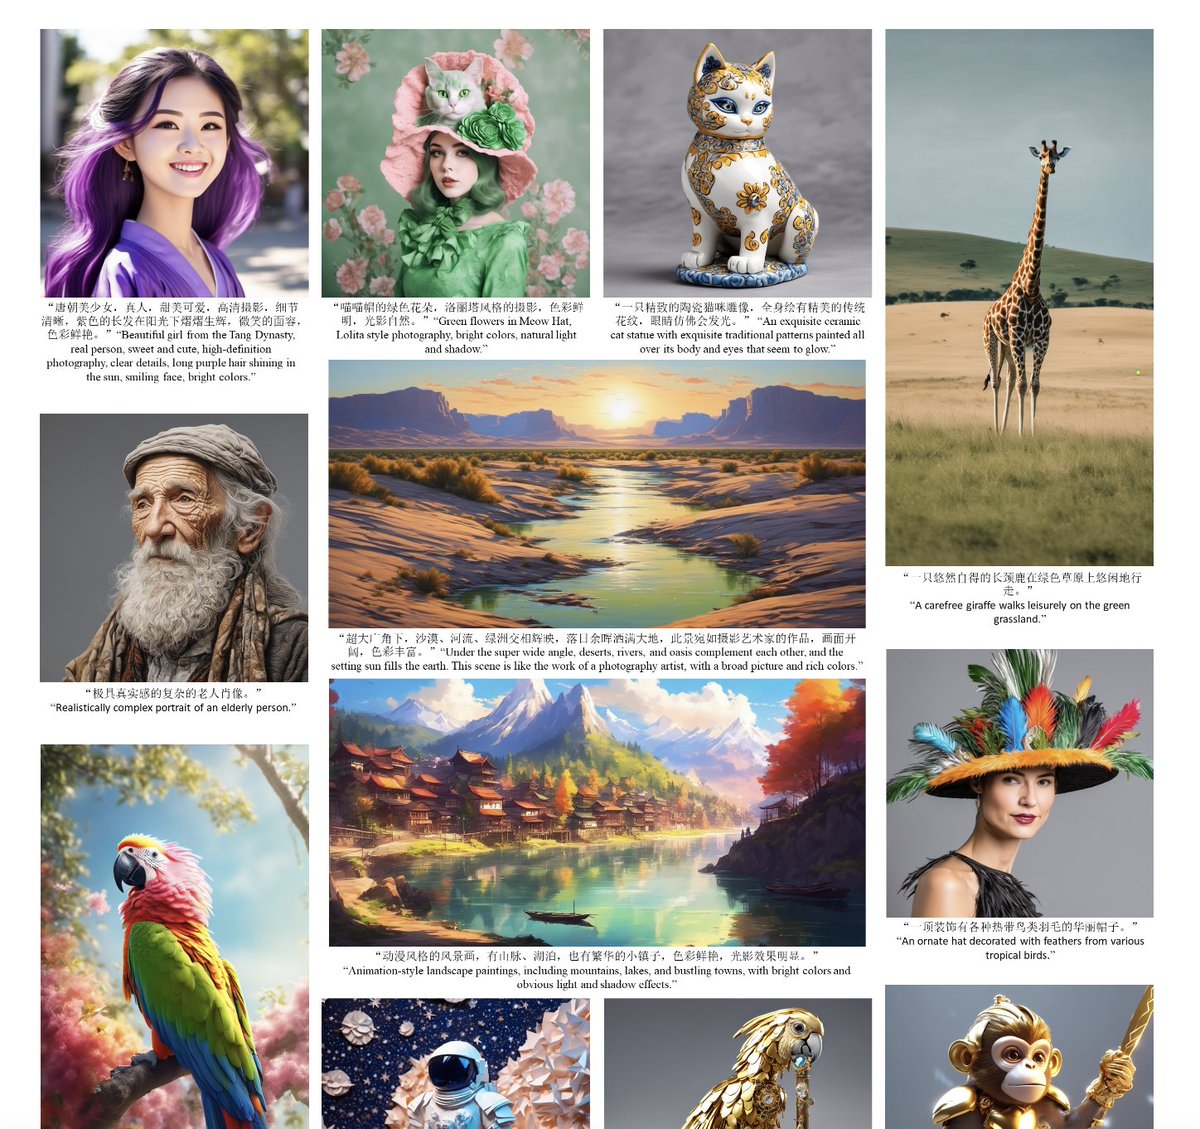 “唐朝美少女，真人，甜美可爱，高清摄影，细节
清晰，紫色的长发在阳光下熠熠生辉，微笑的面容，
色彩鲜艳。” “Beautiful girl from the Tang Dynasty,
real person, sweet and cute, high-definition
photography, clear details, long purple hair shining in
the sun, smiling face, bright colors.”
“喵喵帽的绿色花朵，洛丽塔风格的摄影，色彩鲜
明，光影自然。” “Green flowers in Meow Hat,
Lolita style photography, bright colors, natural light
and shadow.”
“一只精致的陶瓷猫咪雕像，全身绘有精美的传统
花纹，眼睛仿佛会发光。” “An exquisite ceramic
cat statue with exquisite traditional patterns painted all
over its body and eyes that seem to glow.”
“一只悠然自得的长颈鹿在绿色草原上悠闲地行
走。”
“A carefree giraffe walks leisurely on the green
grassland.”
“超大广角下，沙漠、河流、绿洲交相辉映，落日余晖洒满大地，此景宛如摄影艺术家的作品，画面开
阔，色彩丰富。” “Under the super wide angle, deserts, rivers, and oasis complement each other, and the
setting sun fills the earth. This scene is like the work of a photography artist, with a broad picture and rich colors.”
“极具真实感的复杂的老人肖像。”
“Realistically complex portrait of an elderly person.”
“动漫风格的风景画，有山脉、湖泊，也有繁华的小镇子，色彩鲜艳，光影效果明显。”
“Animation-style landscape paintings, including mountains, lakes, and bustling towns, with bright colors and
obvious light and shadow effects.”
“一顶装饰有各种热带鸟类羽毛的华丽帽子。”
“An ornate hat decorated with feathers from various
tropical birds.”